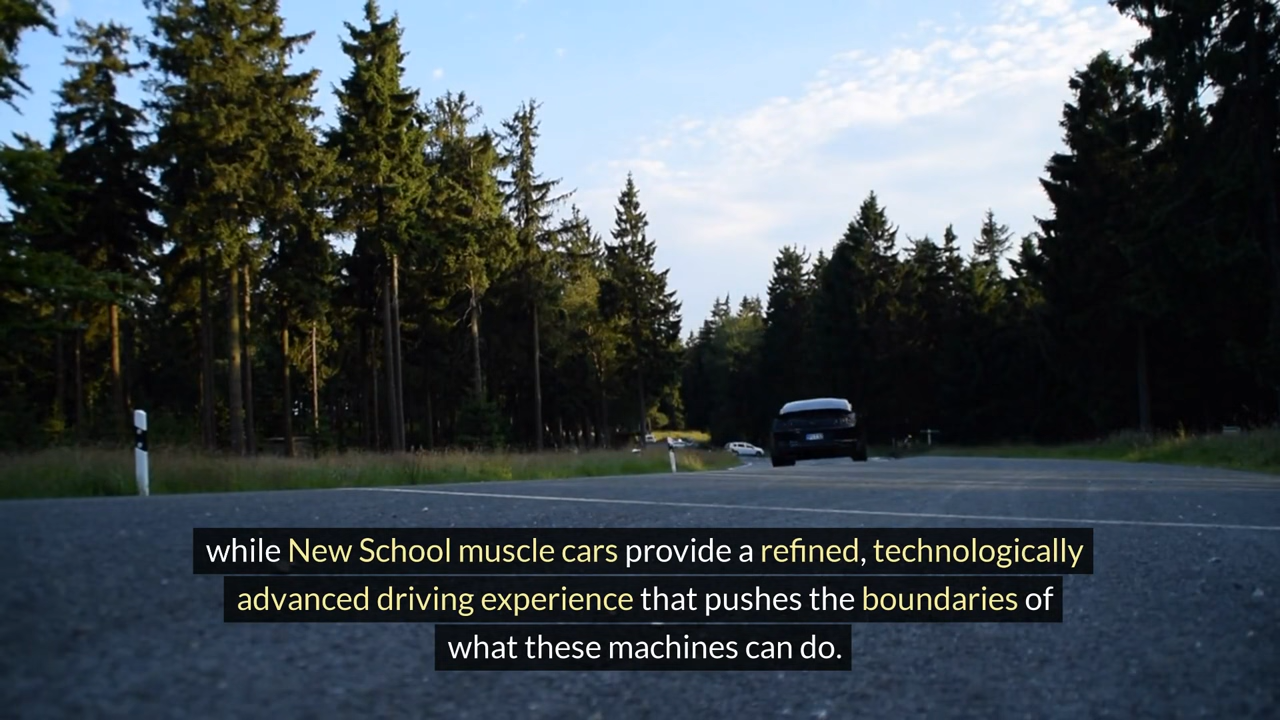 while New School muscle cars provide a refined, technologically
advanced driving experience that pushes the boundaries of
what these machines can do.